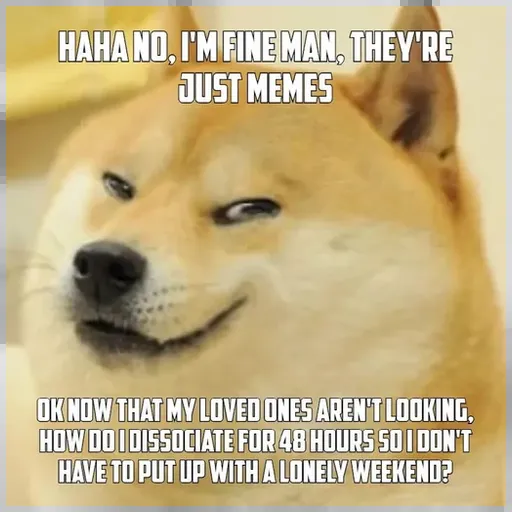 HAHA NO, I'M FINE MAN, THEY'RE
JUST MEMES
OK NOW THAT MY LOVED ONES AREN'T LOOKING,
HOW DO I DISSOCIATE FOR 48 HOURS SO I DON'T
HAVE TO PUT UP WITH A LONELY WEEKEND?